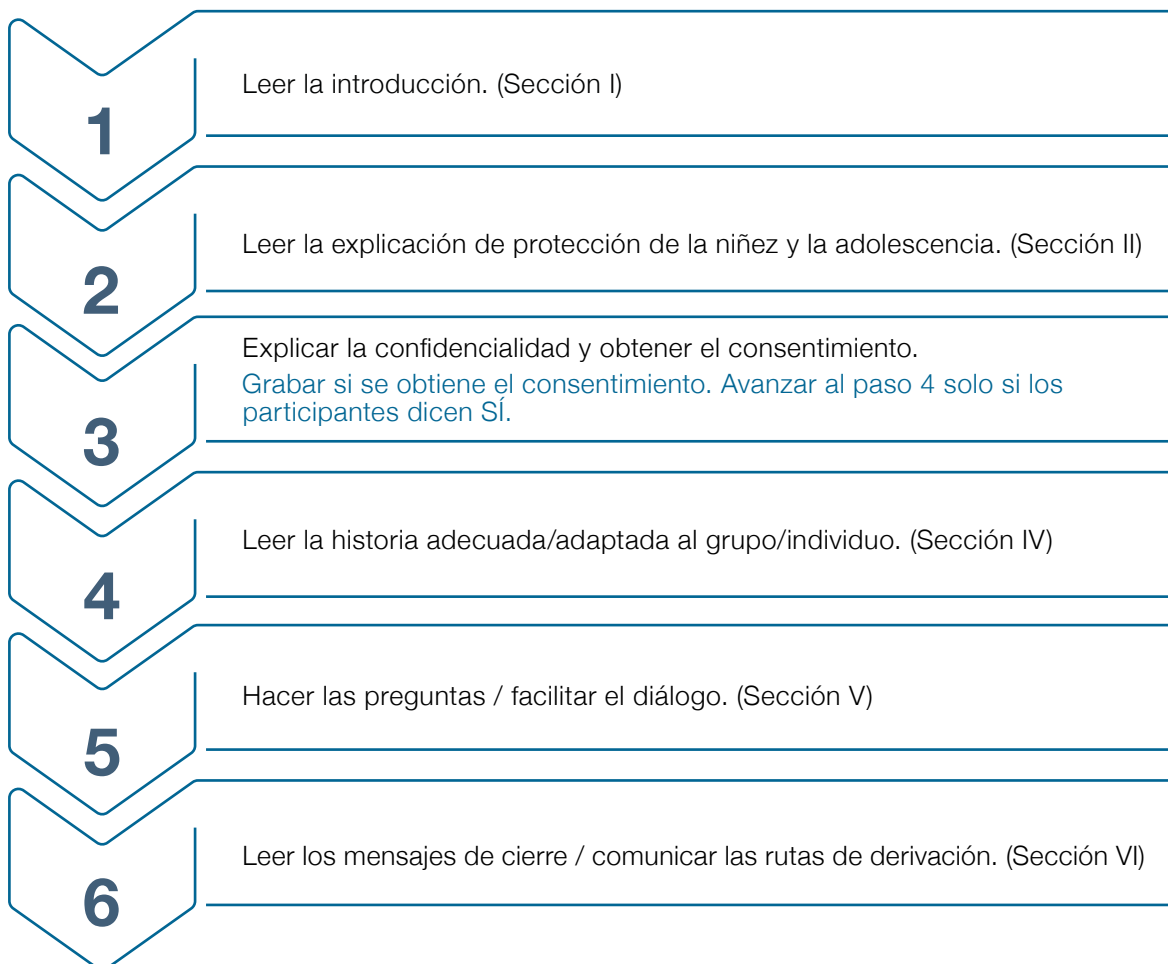 1
Leer la introducción. (Sección I)
2
Leer la explicación de protección de la niñez y la adolescencia. (Sección II)
3
Explicar la confidencialidad y obtener el consentimiento.
Grabar si se obtiene el consentimiento. Avanzar al paso 4 solo si los
participantes dicen SÍ.
4
Leer la historia adecuada/adaptada al grupo/individuo. (Sección IV)
5
Hacer las preguntas / facilitar el diálogo. (Sección V)
6
Leer los mensajes de cierre / comunicar las rutas de derivación. (Sección VI)